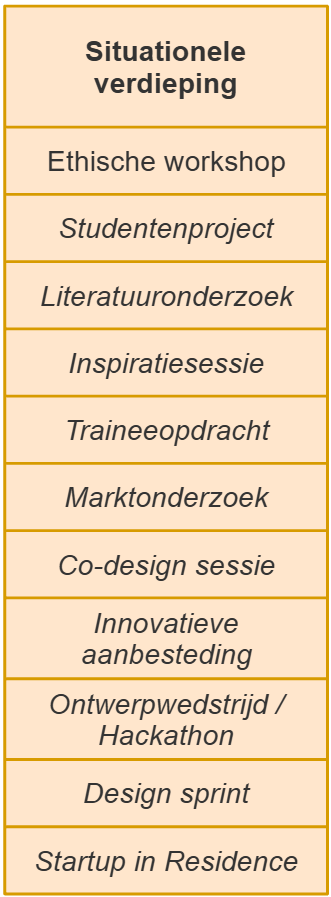 Situationele
verdieping
Ethische workshop
Studentenproject
Literatuuronderzoek
Inspiratiesessie
Traineeopdracht
Marktonderzoek
Co-design sessie
Innovatieve
aanbesteding
Ontwerpwedstrijd /
Hackathon
Design sprint
Startup in Residence